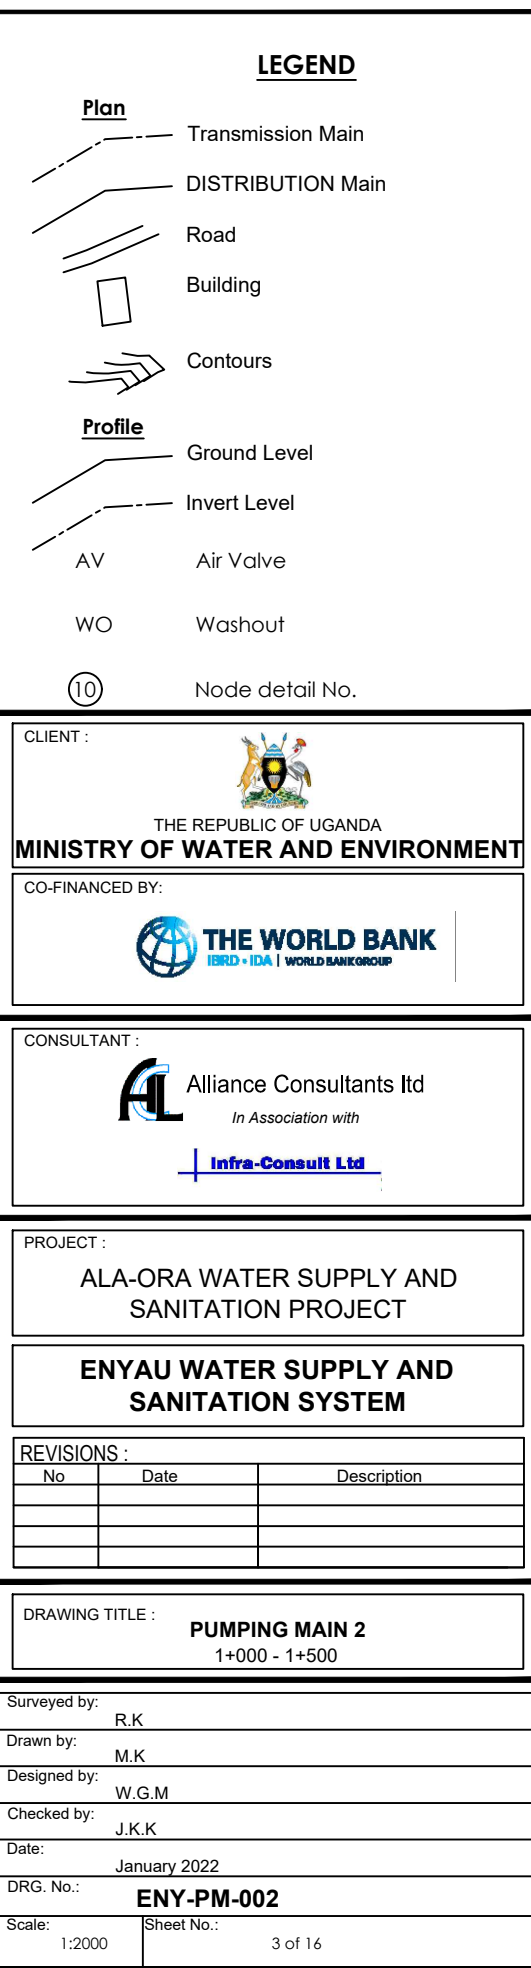 LEGEND
Plan
Transmission Main
DISTRIBUTION Main
Road
Building
Contours
Profile
Ground Level
Invert Level
AV Air Valve
WO Washout
10 Node detail No.
CLIENT :
THE REPUBLIC OF UGANDA
MINISTRY OF WATER AND ENVIRONMENT
CO-FINANCED BY:
THE WORLD BANK
IBRD • IDA | WORLD BANK GROUP
CONSULTANT :
ACL Alliance Consultants ltd
In Association with
Infra-Consult Ltd
PROJECT :
ALA-ORA WATER SUPPLY AND
SANITATION PROJECT
ENYAU WATER SUPPLY AND
SANITATION SYSTEM
REVISIONS :
No Date Description
DRAWING TITLE :
PUMPING MAIN 2
1+000 - 1+500
Surveyed by:
R.K
Drawn by:
M.K
Designed by:
W.G.M
Checked by:
J.K.K
Date:
January 2022
DRG. No.:
ENY-PM-002
Scale: Sheet No.:
1:2000 3 of 16